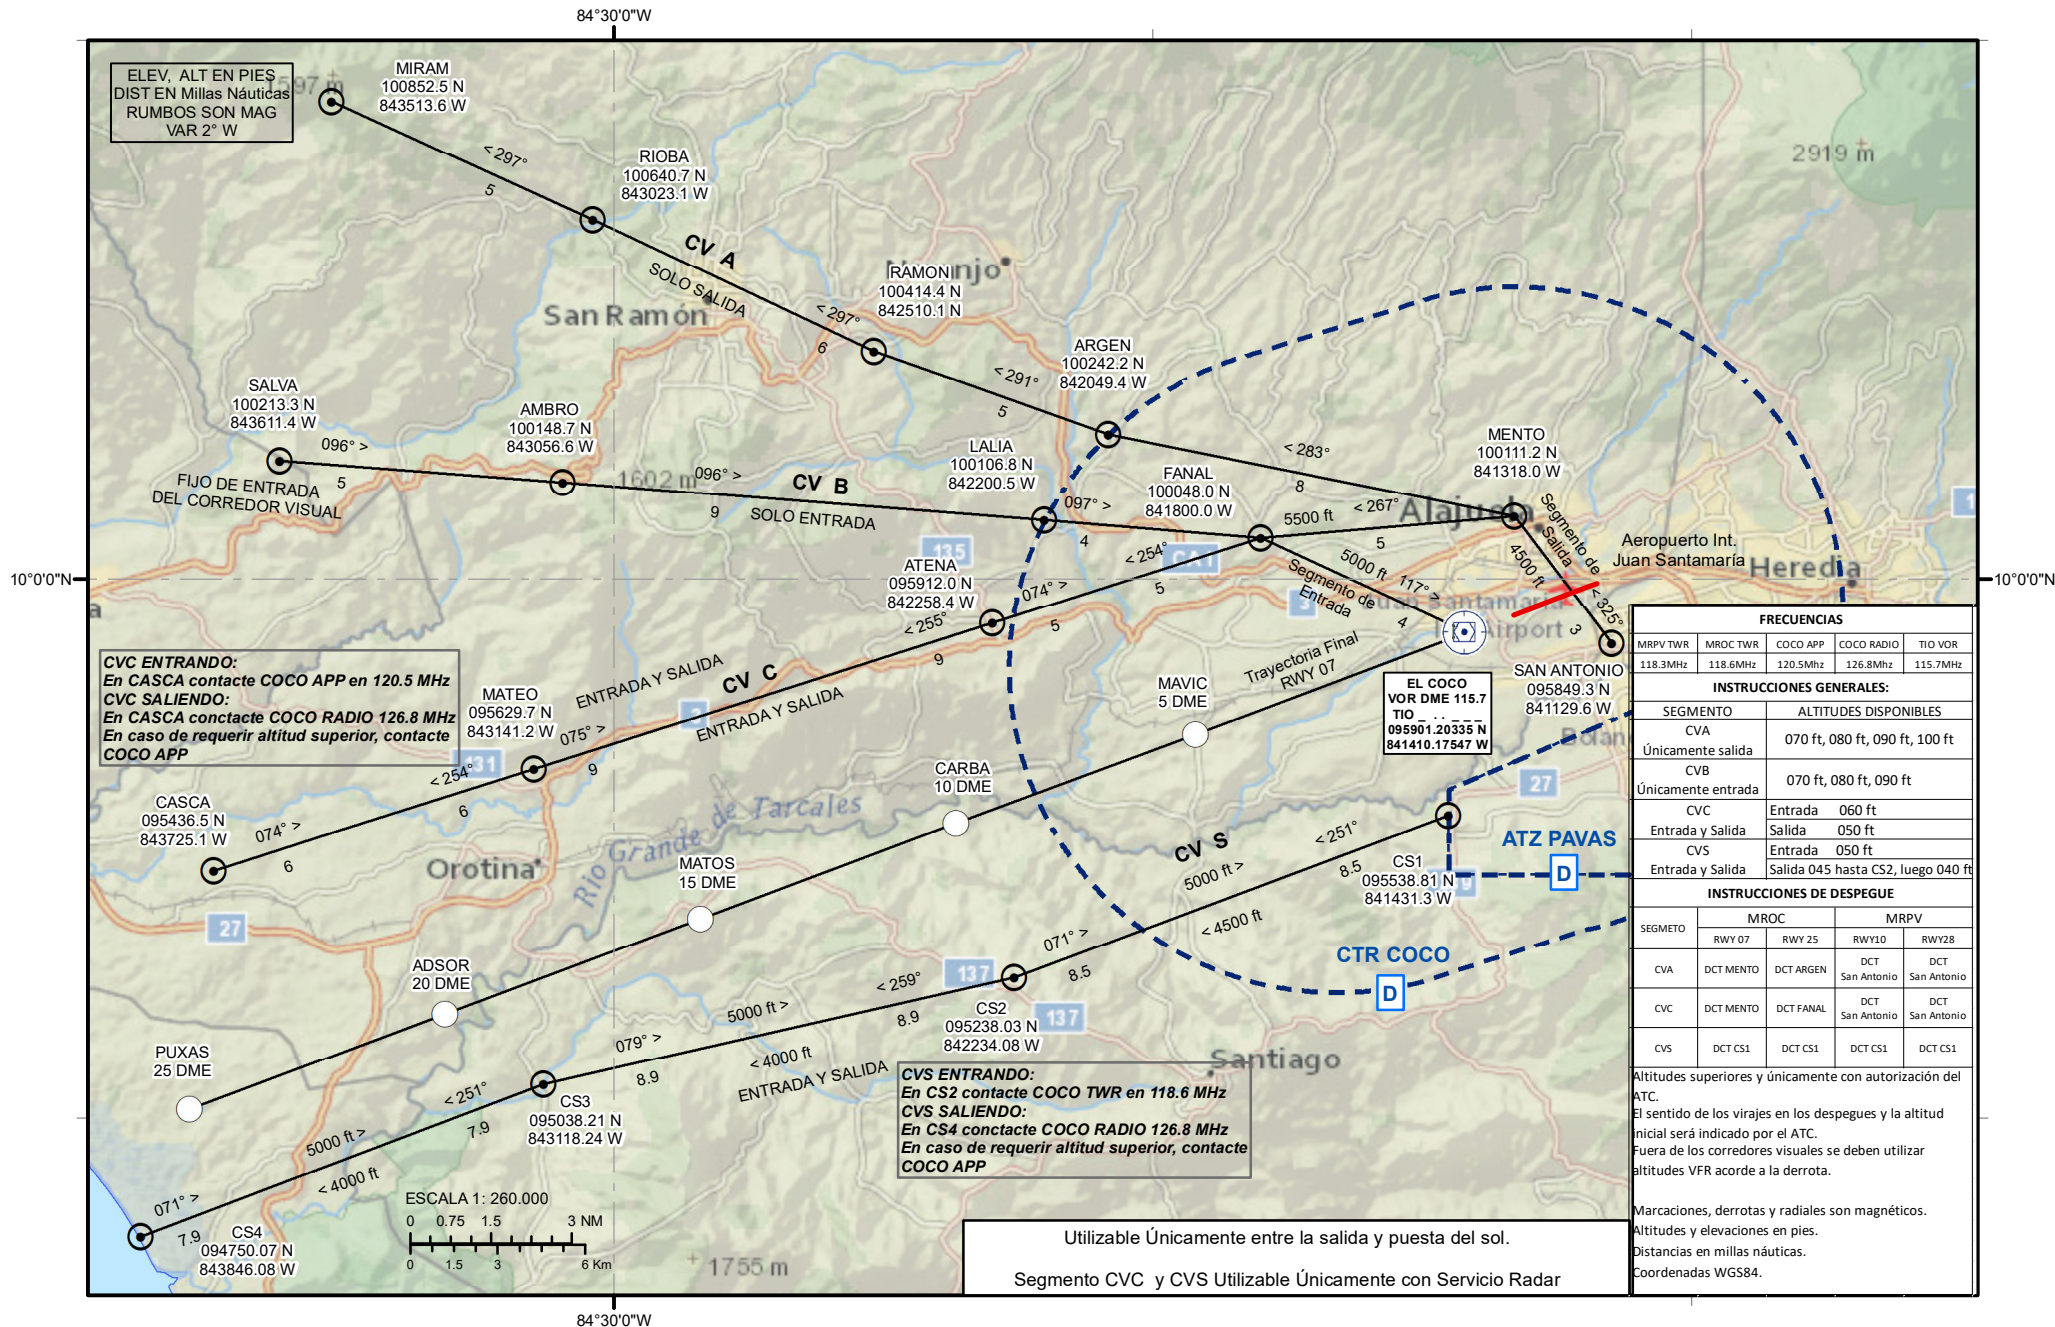 84°30'0"W
ELEV, ALT EN PIES
DIST EN Millas Náuticas
RUMBOS SON MAG
VAR 2° W
MIRAM
100852.5 N
843513.6 W
< 297°
5
RIOBA
100640.7 N
843023.1 W
2919 m
CV A
SOLO SALIDA
RAMON
100414.4 N
842510.1 N
San Ramón
< 297°
6
ARGEN
100242.2 N
842049.4 W
< 291°
5
SALVA
100213.3 N
843611.4 W
AMBRO
100148.7 N
843056.6 W
096° >
5
FIJO DE ENTRADA
DEL CORREDOR VISUAL
1602 m
096° >
9
CV B
SOLO ENTRADA
LALIA
100106.8 N
842200.5 W
097° >
4
FANAL
100048.0 N
841800.0 W
< 283°
8
MENTO
100111.2 N
841318.0 W
5500 ft
< 267°
5
Alajuela
Segmento de
Salida
4500 ft
< 325°
3
Aeropuerto Int.
Juan Santamaría
Heredia
10°0'0"N
10°0'0"N
135
CA1
3
ATENA
095912.0 N
842258.4 W
< 254°
074° >
5
5
5000 ft
117° >
Segmento de
Entrada
4
Juan Santamaria
Airport
< 255°
9
Trayectoria Final
RWY 07
SAN ANTONIO
095849.3 N
841129.6 W
EL COCO
VOR DME 115.7
TIO _ . . _ _ _
095901.20335 N
841410.17547 W
CVC ENTRANDO:
En CASCA contacte COCO APP en 120.5 MHz
CVC SALIENDO:
En CASCA conctacte COCO RADIO 126.8 MHz
En caso de requerir altitud superior, contacte
COCO APP
MATEO
095629.7 N
843141.2 W
ENTRADA Y SALIDA
CV C
ENTRADA Y SALIDA
3
075° >
9
131
< 254°
6
CASCA
095436.5 N
843725.1 W
074° >
6
MAVIC
5 DME
CARBA
10 DME
MATOS
15 DME
ADSOR
20 DME
PUXAS
25 DME
Orotina
Rio Grande de Tarcales
27
27
CV S
< 251°
8.5
5000 ft >
CS1
095538.81 N
841431.3 W
ATZ PAVAS
D
< 4500 ft
071° >
8.5
CTR COCO
D
137
137
CS2
095238.03 N
842234.08 W
< 259°
8.9
5000 ft >
079° >
8.9
< 4000 ft
ENTRADA Y SALIDA
Santiago
CS3
095038.21 N
843118.24 W
< 251°
7.9
5000 ft >
< 4000 ft
071° >
7.9
CS4
094750.07 N
843846.08 W
CVS ENTRANDO:
En CS2 contacte COCO TWR en 118.6 MHz
CVS SALIENDO:
En CS4 conctacte COCO RADIO 126.8 MHz
En caso de requerir altitud superior, contacte
COCO APP
ESCALA 1: 260.000
0 0.75 1.5 3 NM
0 1.5 3 6 Km
1755 m
Utilizable Únicamente entre la salida y puesta del sol.
Segmento CVC y CVS Utilizable Únicamente con Servicio Radar
FRECUENCIAS
MRPV TWR MROC TWR COCO APP COCO RADIO TIO VOR
118.3MHz 118.6MHz 120.5Mhz 126.8Mhz 115.7MHz
INSTRUCCIONES GENERALES:
SEGMENTO ALTITUDES DISPONIBLES
CVA
Únicamente salida
070 ft, 080 ft, 090 ft, 100 ft
CVB
Únicamente entrada
070 ft, 080 ft, 090 ft
CVC
Entrada y Salida
Entrada 060 ft
Salida 050 ft
CVS
Entrada y Salida
Entrada 050 ft
Salida 045 hasta CS2, luego 040 ft
INSTRUCCIONES DE DESPEGUE
SEGMETO MROC MRPV
RWY 07 RWY 25 RWY10 RWY28
CVA DCT MENTO DCT ARGEN DCT San Antonio DCT San Antonio
CVC DCT MENTO DCT FANAL DCT San Antonio DCT San Antonio
CVS DCT CS1 DCT CS1 DCT CS1 DCT CS1
Altitudes superiores y únicamente con autorización del
ATC.
El sentido de los virajes en los despegues y la altitud
inicial será indicado por el ATC.
Fuera de los corredores visuales se deben utilizar
altitudes VFR acorde a la derrota.
Marcaciones, derrotas y radiales son magnéticos.
Altitudes y elevaciones en pies.
Distancias en millas náuticas.
Coordenadas WGS84.
84°30'0"W